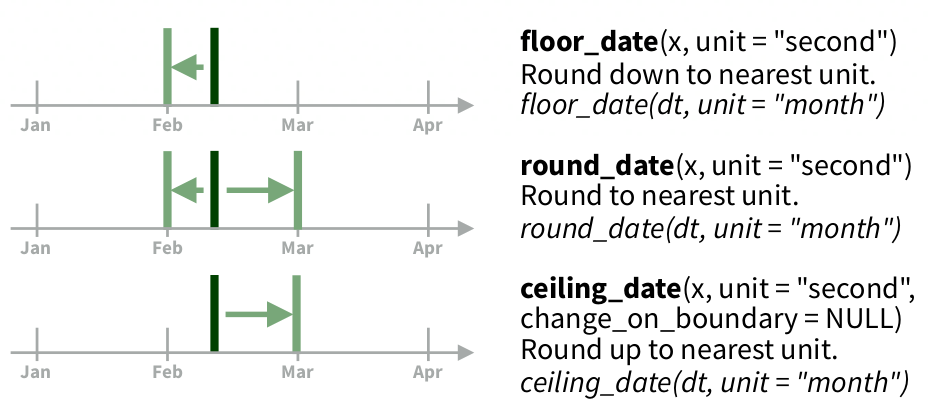 floor_date(x, unit = "second")
Round down to nearest unit.
floor_date(dt, unit = "month")
Jan Feb Mar Apr
round_date(x, unit = "second")
Round to nearest unit.
round_date(dt, unit = "month")
Jan Feb Mar Apr
ceiling_date(x, unit = "second",
change_on_boundary = NULL)
Round up to nearest unit.
ceiling_date(dt, unit = "month")
Jan Feb Mar Apr